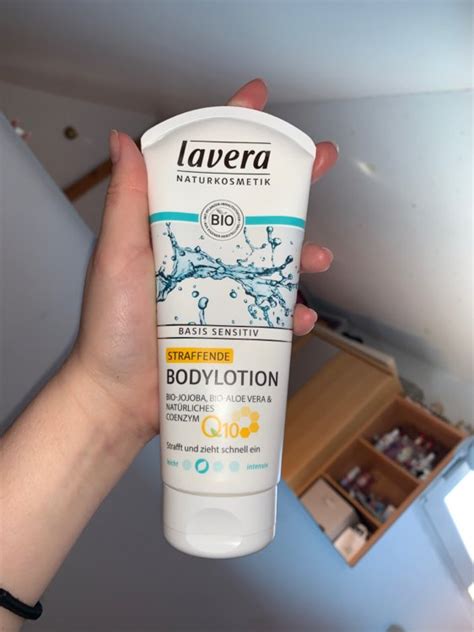 lavera
NATURKOSMETIK
BIO
BASIS SENSITIV
STRAFFENDE
BODYLOTION
BIO-JOJOBA, BIO-ALOE VERA &
NATÜRLICHES
COENZYM Q10
Strafft und zieht schnell ein
leicht intensiv